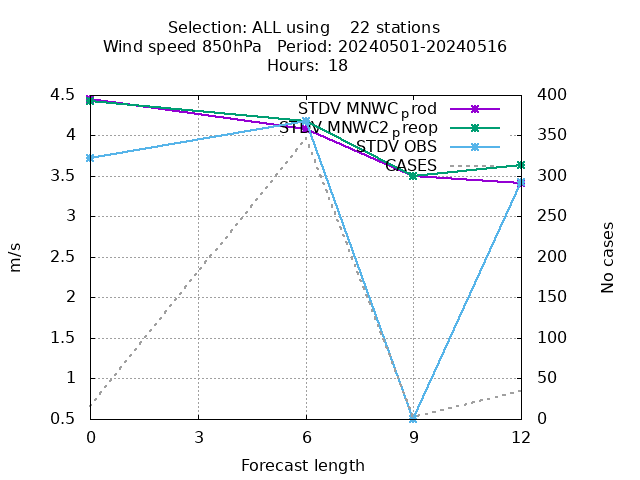 Selection: ALL using    22 stations
Wind speed 850hPa   Period: 20240501-20240516
Hours:  18
STDV MNWC_prod
STDV MNWC2_preop
STDV OBS
CASES
4.5
4
3.5
3
2.5
2
1.5
1
0.5
400
350
300
250
200
150
100
50
0
0 3 6 9 12
m/s
No cases
Forecast length